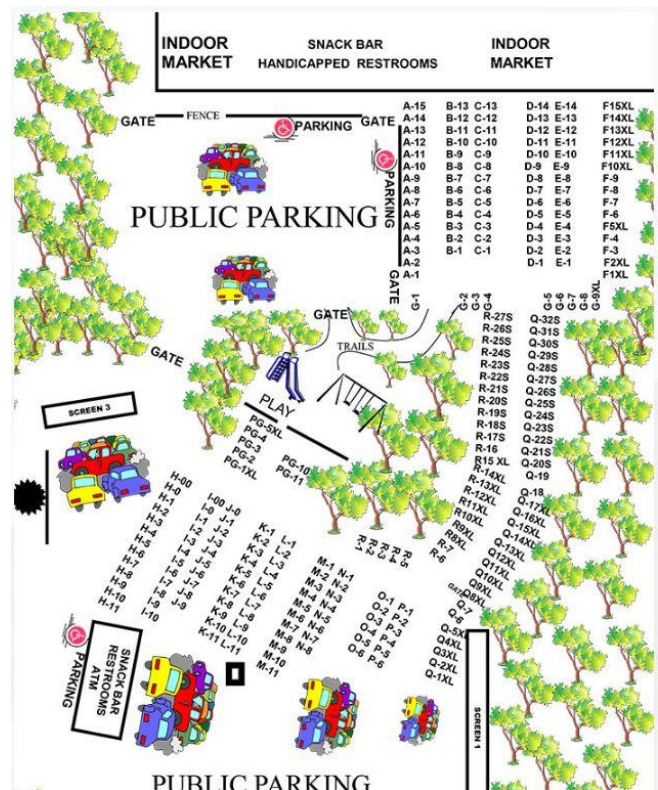 INDOOR MARKET
SNACK BAR
HANDICAPPED RESTROOMS
INDOOR MARKET
GATE
FENCE
PARKING
GATE
PARKING
PUBLIC PARKING
GATE
A-15 B-13 C-13 D-14 E-14 F15XL
A-14 B-12 C-12 D-13 E-13 F14XL
A-13 B-11 C-11 D-12 E-12 F13XL
A-12 B-10 C-10 D-11 E-11 F12XL
A-11 B-9 C-9 D-10 E-10 F11XL
A-10 B-8 C-8 D-9 E-9 F10XL
A-9 B-7 C-7 D-8 E-8 F-9
A-8 B-6 C-6 D-7 E-7 F-8
A-7 B-5 C-5 D-6 E-6 F-7
A-6 B-4 C-4 D-5 E-5 F-6
A-5 B-3 C-3 D-4 E-4 F5XL
A-4 B-2 C-2 D-3 E-3 F-4
A-3 B-1 C-1 D-2 E-2 F-3
A-2 D-1 E-1 F2XL
A-1 F1XL
G-1 G-2 G-3 G-4 G-5 G-6 G-7 G-8 G-9XL
GATE
TRAILS
GATE
PLAY
SCREEN 3
PG-5XL
PG-4
PG-3
PG-2
PG-1XL
PG-10
PG-11
R-27S
R-26S
R-25S
R-24S
R-23S
R-22S
R-21S
R-20S
R-19S
R-18S
R-17S
R-16
R15 XL
R-14XL
R-13XL
R-12XL
R11XL
R10XL
R9XL
R8XL
R-7
R-6
R-5
R-4
R-3
R-2
R-1
Q-32S
Q-31S
Q-30S
Q-29S
Q-28S
Q-27S
Q-26S
Q-25S
Q-24S
Q-23S
Q-22S
Q-21S
Q-20S
Q-19
Q-18
Q-17XL
Q-16XL
Q-15XL
Q-14XL
Q-13XL
Q12XL
Q11XL
Q10XL
Q9XL
Q8XL
GATE
Q-7
Q-6
Q-5XL
Q4XL
Q3XL
Q-2XL
Q-1XL
H-00
H-0
H-1
H-2
H-3
H-4
H-5
H-6
H-7
H-8
H-9
H-10
H-11
I-00 J-0
I-0 J-1
I-1 J-2
I-2 J-3
I-3 J-4
I-4 J-5
I-5 J-6
I-6 J-7
I-7 J-8
I-8 J-9
I-9
I-10
K-1 L-1
K-2 L-2
K-3 L-3
K-4 L-4
K-5 L-5
K-6 L-6
K-7 L-7
K-8 L-8
K-9 L-9
K-10 L-10
K-11 L-11
M-1 N-1
M-2 N-2
M-3 N-3
M-4 N-4
M-5 N-5
M-6 N-6
M-7 N-7
M-8 N-8
M-9
M-10
M-11
O-1 P-1
O-2 P-2
O-3 P-3
O-4 P-4
O-5 P-5
O-6 P-6
PARKING
SNACK BAR
RESTROOMS
ATM
SCREEN 1
PUBLIC PARKING